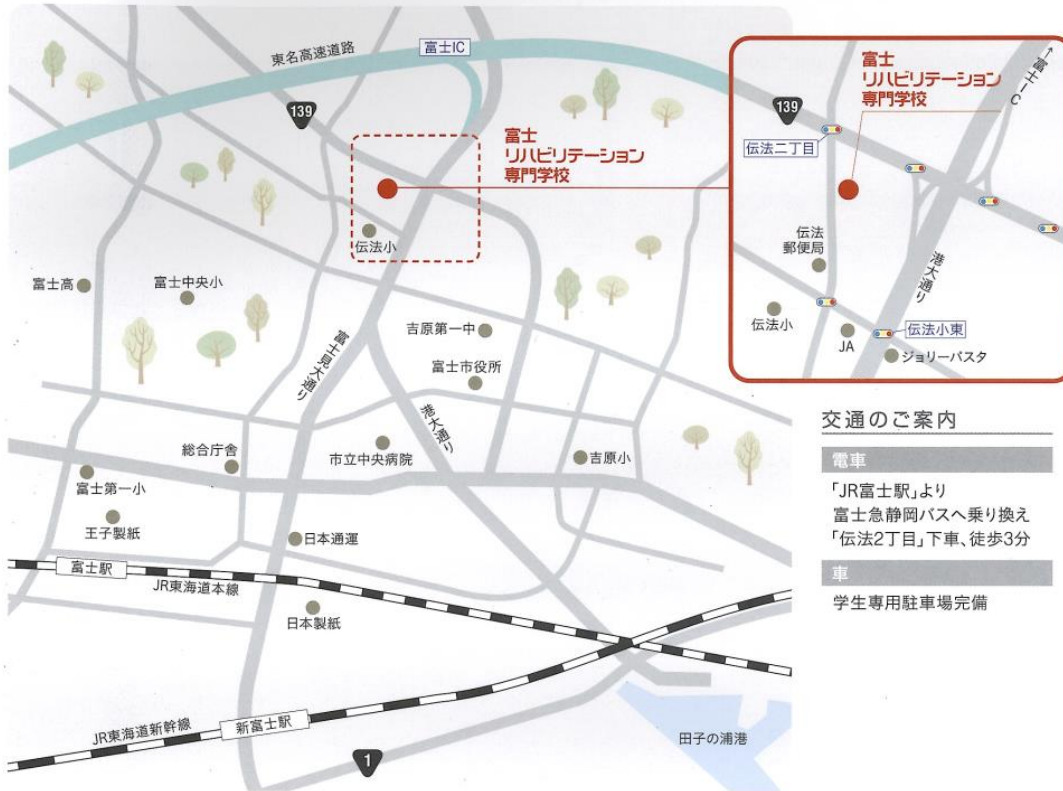 東名高速道路
富士IC
139
富士
リハビリテーション
専門学校
伝法小
富士高
富士中央小
吉原第一中
富士見大通り
富士市役所
港大通り
総合庁舎
市立中央病院
吉原小
富士第一小
王子製紙
日本通運
富士駅
JR東海道本線
日本製紙
JR東海道新幹線
新富士駅
1
田子の浦港
富士
リハビリテーション
専門学校
↑富士IC
139
伝法二丁目
伝法
郵便局
港大通り
伝法小
JA
伝法小東
ジョリーパスタ
交通のご案内
電車
「JR富士駅」より
富士急静岡バスへ乗り換え
「伝法2丁目」下車、徒歩3分
車
学生専用駐車場完備